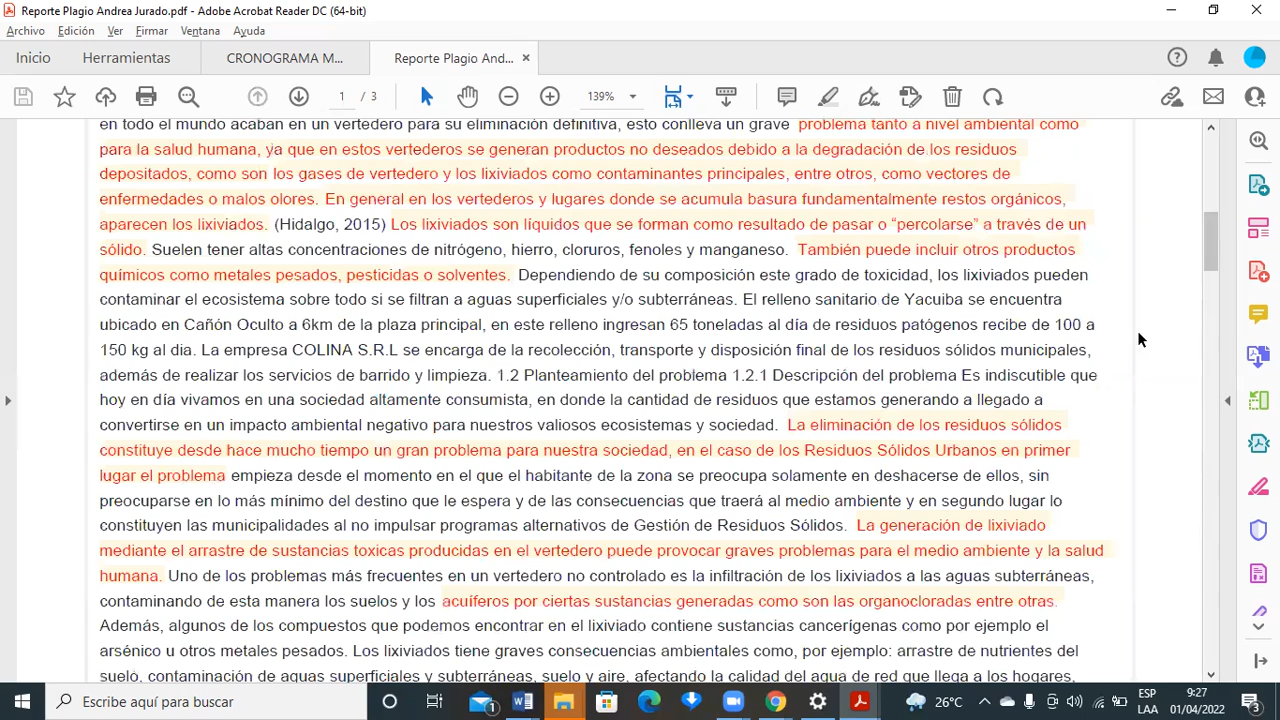 Reporte Plagio Andrea Jurado.pdf - Adobe Acrobat Reader DC (64-bit)
Archivo Edición Ver Firmar Ventana Ayuda
Inicio Herramientas CRONOGRAMA M... Reporte Plagio And... ×
1 / 3 139%
en todo el mundo acaban en un vertedero para su eliminación definitiva, esto conlleva un grave problema tanto a nivel ambiental como
para la salud humana, ya que en estos vertederos se generan productos no deseados debido a la degradación de los residuos
depositados, como son los gases de vertedero y los lixiviados como contaminantes principales, entre otros, como vectores de
enfermedades o malos olores. En general en los vertederos y lugares donde se acumula basura fundamentalmente restos orgánicos,
aparecen los lixiviados. (Hidalgo, 2015) Los lixiviados son líquidos que se forman como resultado de pasar o “percolarse” a través de un
sólido. Suelen tener altas concentraciones de nitrógeno, hierro, cloruros, fenoles y manganeso. También puede incluir otros productos
químicos como metales pesados, pesticidas o solventes. Dependiendo de su composición este grado de toxicidad, los lixiviados pueden
contaminar el ecosistema sobre todo si se filtran a aguas superficiales y/o subterráneas. El relleno sanitario de Yacuiba se encuentra
ubicado en Cañón Oculto a 6km de la plaza principal, en este relleno ingresan 65 toneladas al día de residuos patógenos recibe de 100 a
150 kg al dia. La empresa COLINA S.R.L se encarga de la recolección, transporte y disposición final de los residuos sólidos municipales,
además de realizar los servicios de barrido y limpieza. 1.2 Planteamiento del problema 1.2.1 Descripción del problema Es indiscutible que
hoy en día vivamos en una sociedad altamente consumista, en donde la cantidad de residuos que estamos generando a llegado a
convertirse en un impacto ambiental negativo para nuestros valiosos ecosistemas y sociedad. La eliminación de los residuos sólidos
constituye desde hace mucho tiempo un gran problema para nuestra sociedad, en el caso de los Residuos Sólidos Urbanos en primer
lugar el problema empieza desde el momento en el que el habitante de la zona se preocupa solamente en deshacerse de ellos, sin
preocuparse en lo más mínimo del destino que le espera y de las consecuencias que traerá al medio ambiente y en segundo lugar lo
constituyen las municipalidades al no impulsar programas alternativos de Gestión de Residuos Sólidos. La generación de lixiviado
mediante el arrastre de sustancias toxicas producidas en el vertedero puede provocar graves problemas para el medio ambiente y la salud
humana. Uno de los problemas más frecuentes en un vertedero no controlado es la infiltración de los lixiviados a las aguas subterráneas,
contaminando de esta manera los suelos y los acuíferos por ciertas sustancias generadas como son las organocloradas entre otras.
Además, algunos de los compuestos que podemos encontrar en el lixiviado contiene sustancias cancerígenas como por ejemplo el
arsénico u otros metales pesados. Los lixiviados tiene graves consecuencias ambientales como, por ejemplo: arrastre de nutrientes del
suelo, contaminación de aguas superficiales y subterráneas, suelo y aire, afectando la calidad del agua de red que llega a los hogares,
Escribe aquí para buscar 1 26°C ESP 9:27
LAA 01/04/2022 3